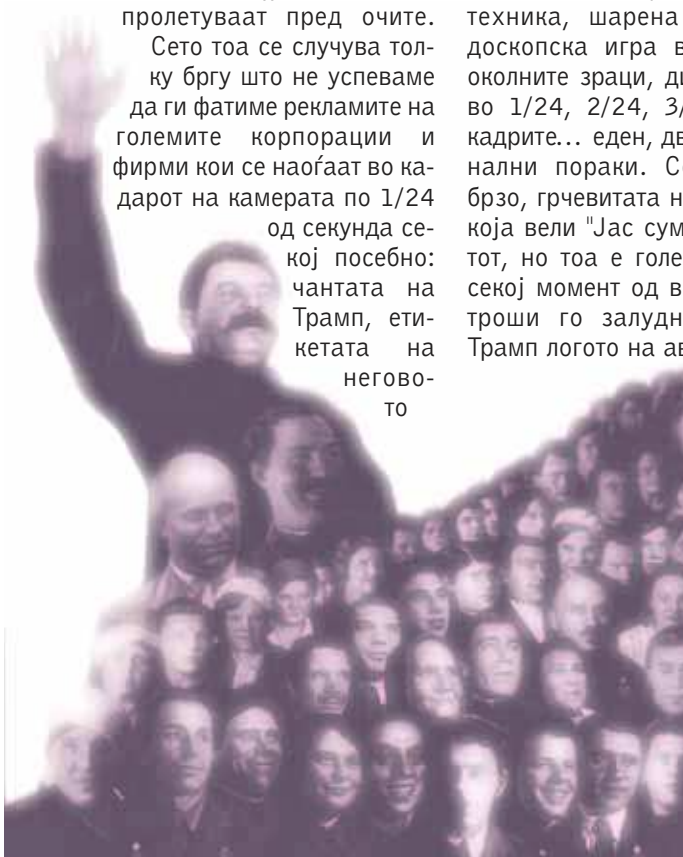 пролетуваат пред очите.
Сето тоа се случува тол-
ку бргу што не успеваме
да ги фатиме рекламите на
големите корпорации и
фирми кои се наоѓаат во ка-
дарот на камерата по 1/24
од секунда се-
кој посебно:
чантата на
Трамп, ети-
кетата на
негово-
то
техника, шарена
доскопска игра в
околните зраци, ди
во 1/24, 2/24, 3/
кадрите... еден, дв
нални пораки. Се
брзо, грчевитата н
која вели "Јас сум
тот, но тоа е голе
секој момент од в
троши го залудн
Трамп логото на ав